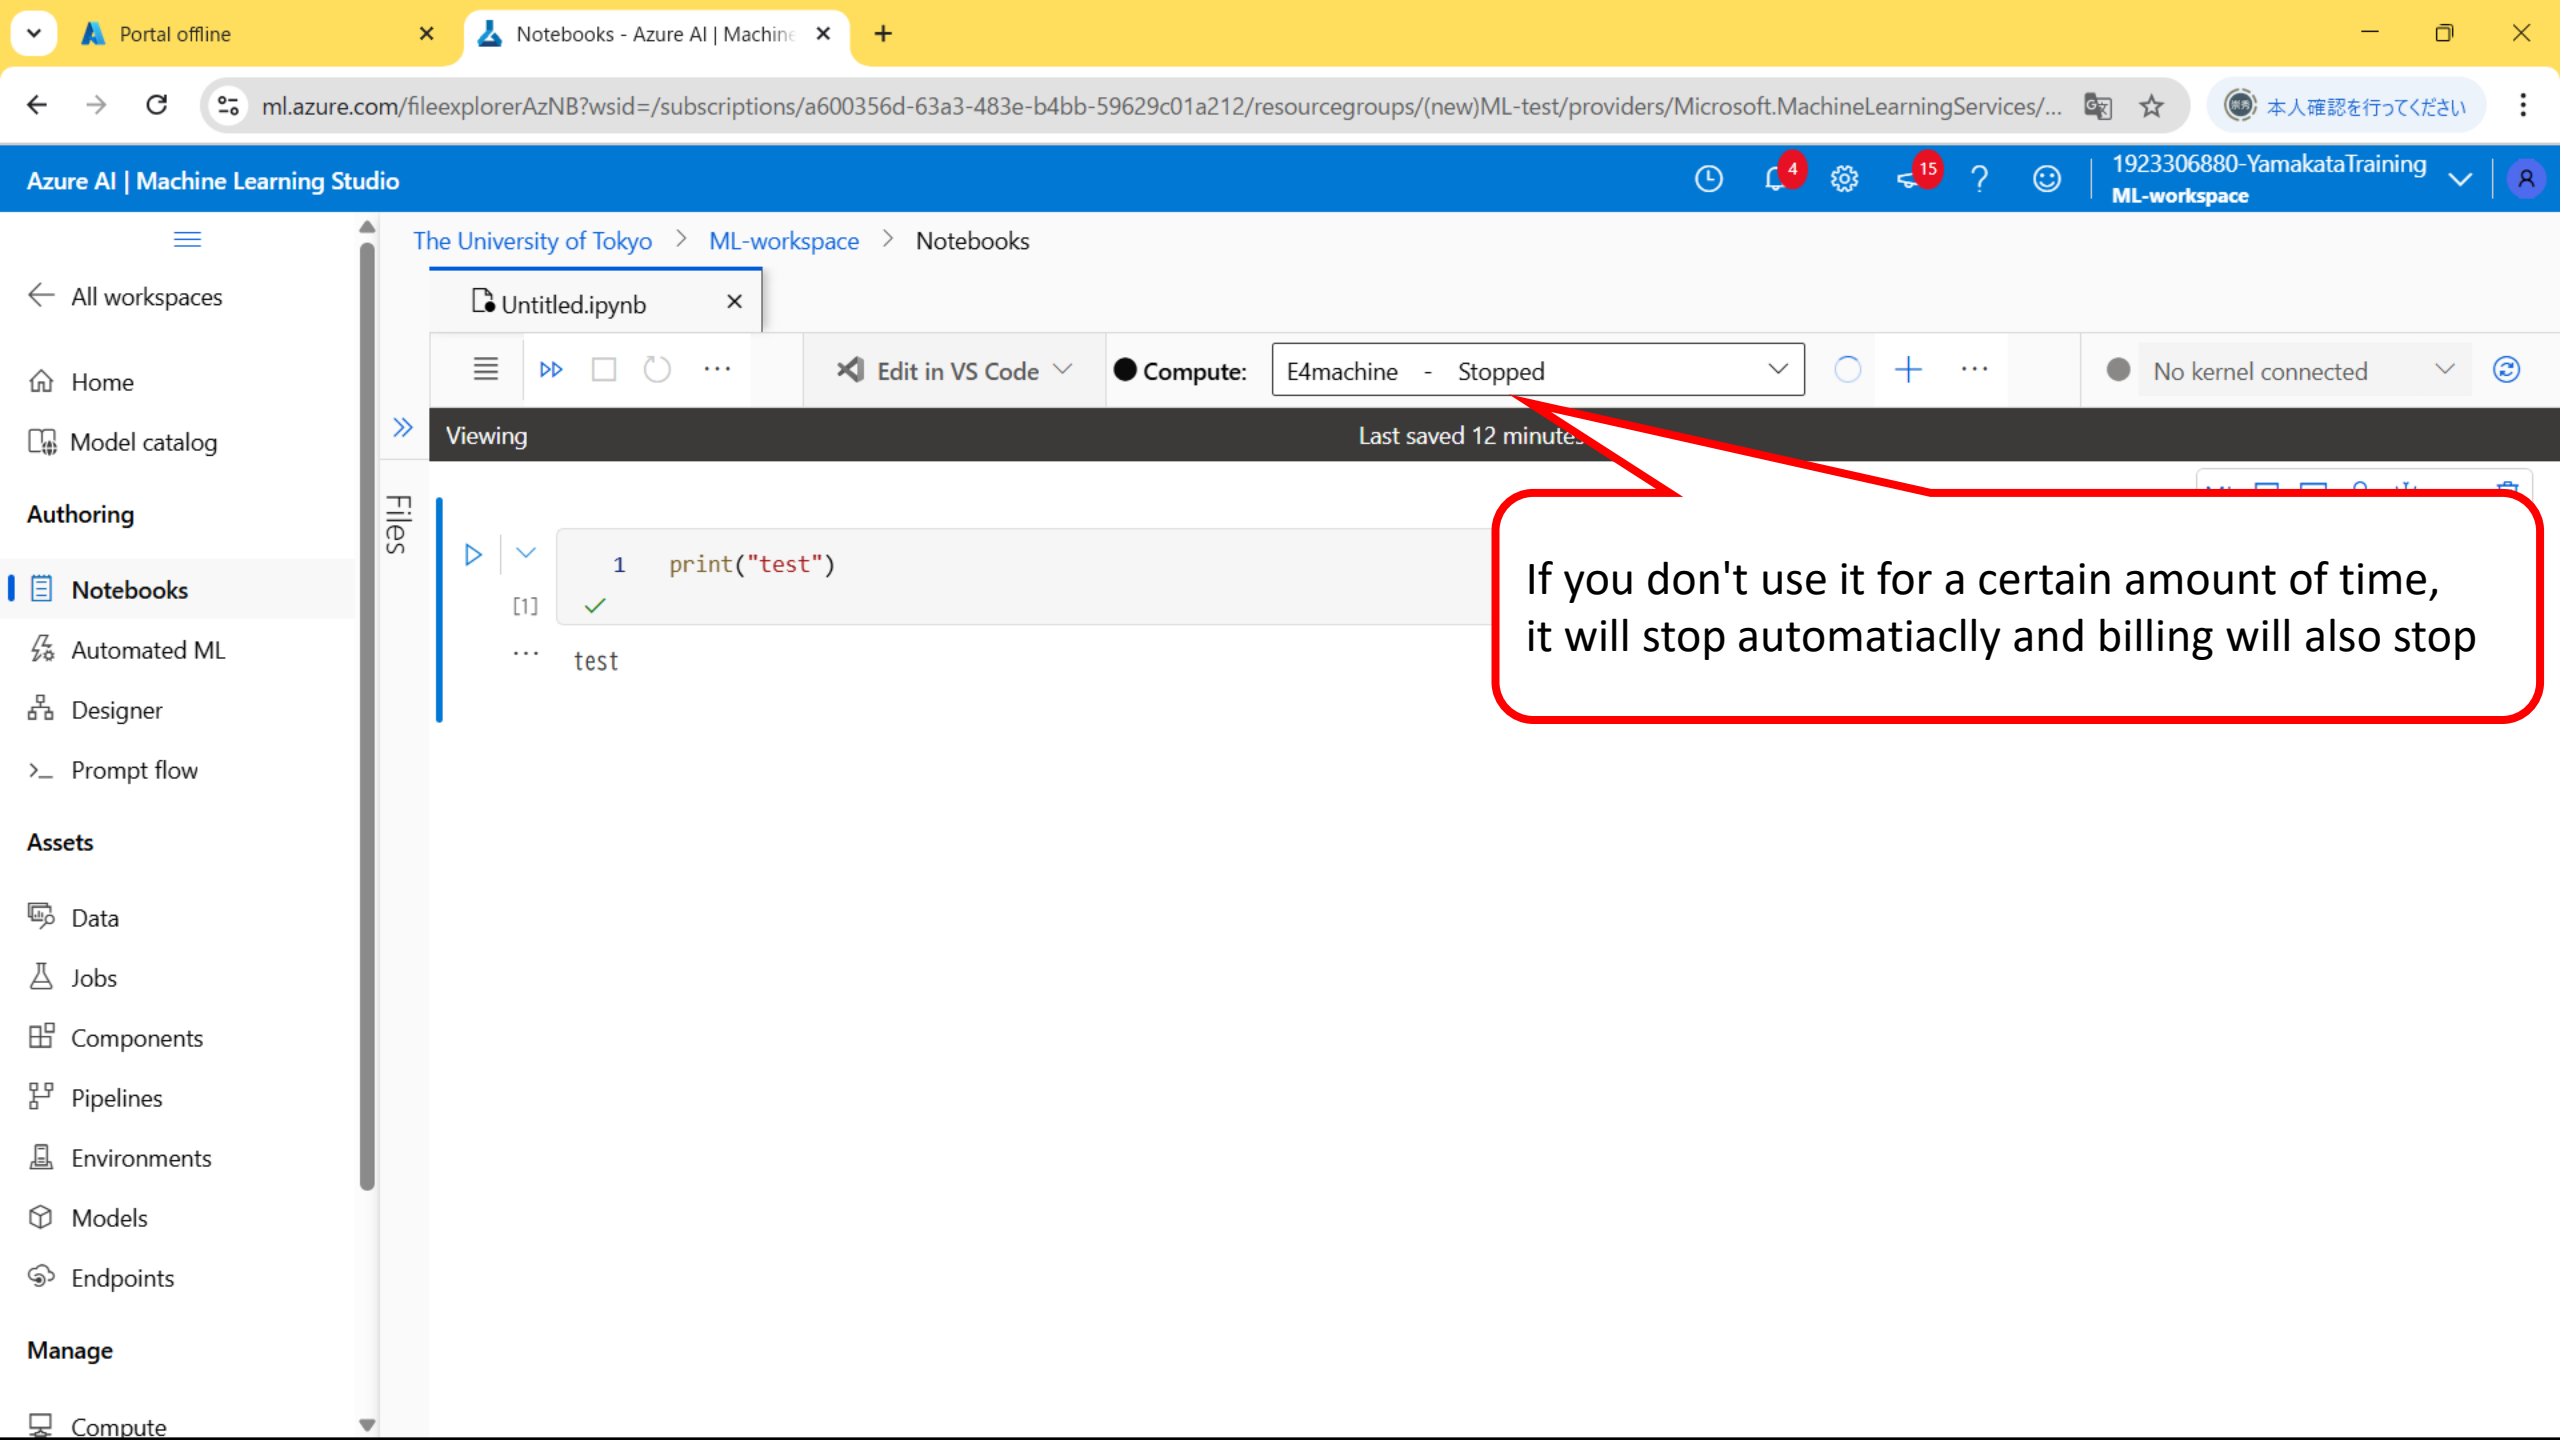 Portal offline
Notebooks - Azure AI | Machine
ml.azure.com/fileexplorerAzNB?wsid=/subscriptions/a600356d-63a3-483e-b4bb-59629c01a212/resourcegroups/(new)ML-test/providers/Microsoft.MachineLearningServices/...
本人確認を行ってください
Azure AI | Machine Learning Studio
4
15
1923306880-YamakataTraining
ML-workspace
The University of Tokyo > ML-workspace > Notebooks
All workspaces
Home
Model catalog
Authoring
Notebooks
Automated ML
Designer
Prompt flow
Assets
Data
Jobs
Components
Pipelines
Environments
Models
Endpoints
Manage
Compute
Files
Untitled.ipynb
Edit in VS Code
Compute:
E4machine - Stopped
No kernel connected
Viewing
Last saved 12 minutes
1 print("test")
[1]
test
If you don't use it for a certain amount of time,
it will stop automatiaclly and billing will also stop